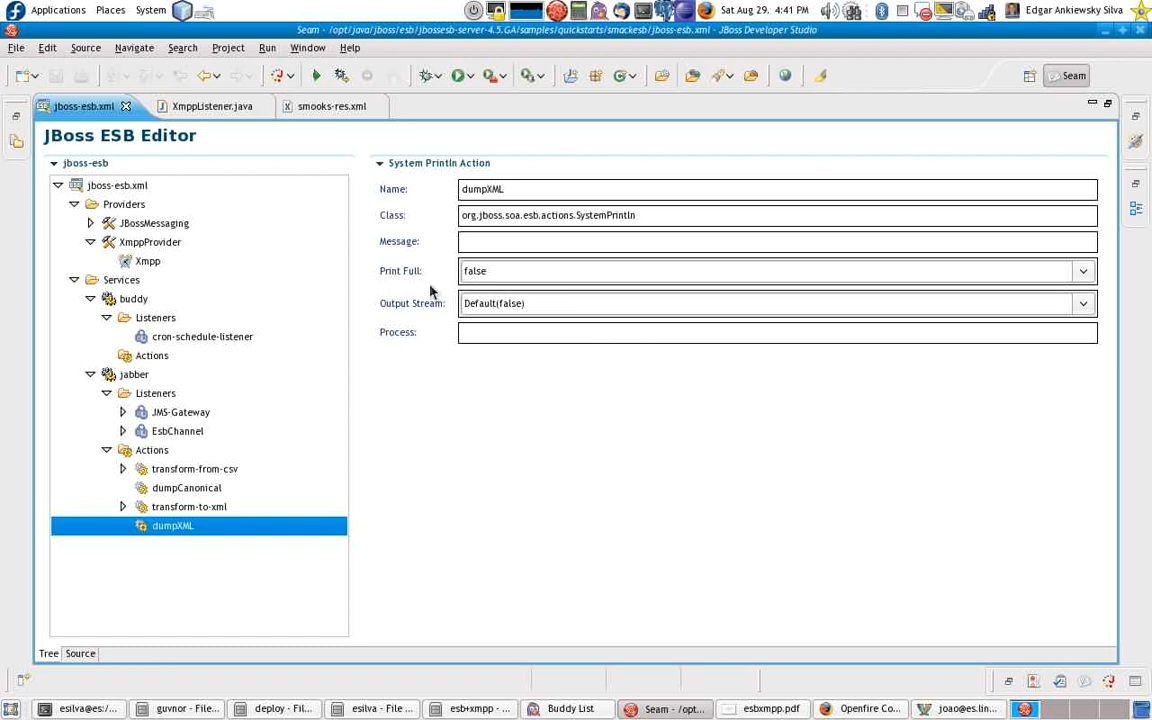 Applications Places System Sat Aug 29, 4:41 PM Edgar Ankiewsky Silva
Seam - /opt/java/jboss/esb/jbossesb-server-4.5.GA/samples/quickstarts/smackesb/jboss-esb.xml - JBoss Developer Studio
File Edit Source Navigate Search Project Run Window Help
Seam
jboss-esb.xml XmppListener.java smooks-res.xml
JBoss ESB Editor
jboss-esb
jboss-esb.xml
Providers
JBossMessaging
XmppProvider
Xmpp
Services
buddy
Listeners
cron-schedule-listener
Actions
jabber
Listeners
JMS-Gateway
EsbChannel
Actions
transform-from-csv
dumpCanonical
transform-to-xml
dumpXML
System Println Action
Name: dumpXML
Class: org.jboss.soa.esb.actions.SystemPrintln
Message:
Print Full: false
Output Stream: Default(false)
Process:
Tree Source
esilva@es:/... guvnor - File... deploy - Fil... esilva - File ... esb+xmpp - ... Buddy List Seam - /opt... esbxmpp.pdf Openfire Co... joao@es.lin...